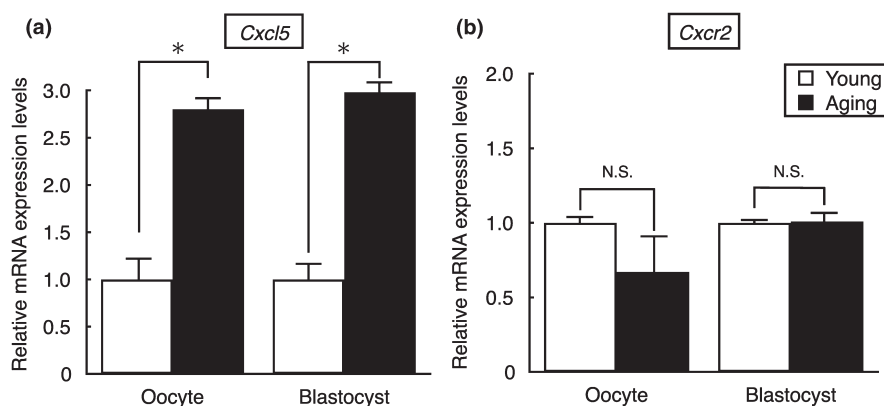 (a)
Cxcl5
*
*
Relative mRNA expression levels
3.0
2.5
2.0
1.5
1.0
0.5
0
Oocyte
Blastocyst
(b)
Cxcr2
Young
Aging
N.S.
N.S.
Relative mRNA expression levels
2.0
1.5
1.0
0.5
0
Oocyte
Blastocyst